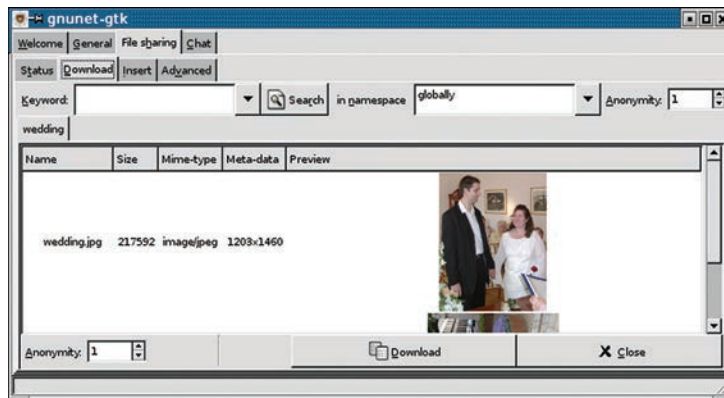 gnunet-gtk
Welcome General File sharing Chat
Status Download Insert Advanced
Keyword: Search in namespace globally Anonymity: 1
wedding
Name Size Mime-type Meta-data Preview
wedding.jpg 217592 image/jpeg 1203x1460
Anonymity: 1 Download Close